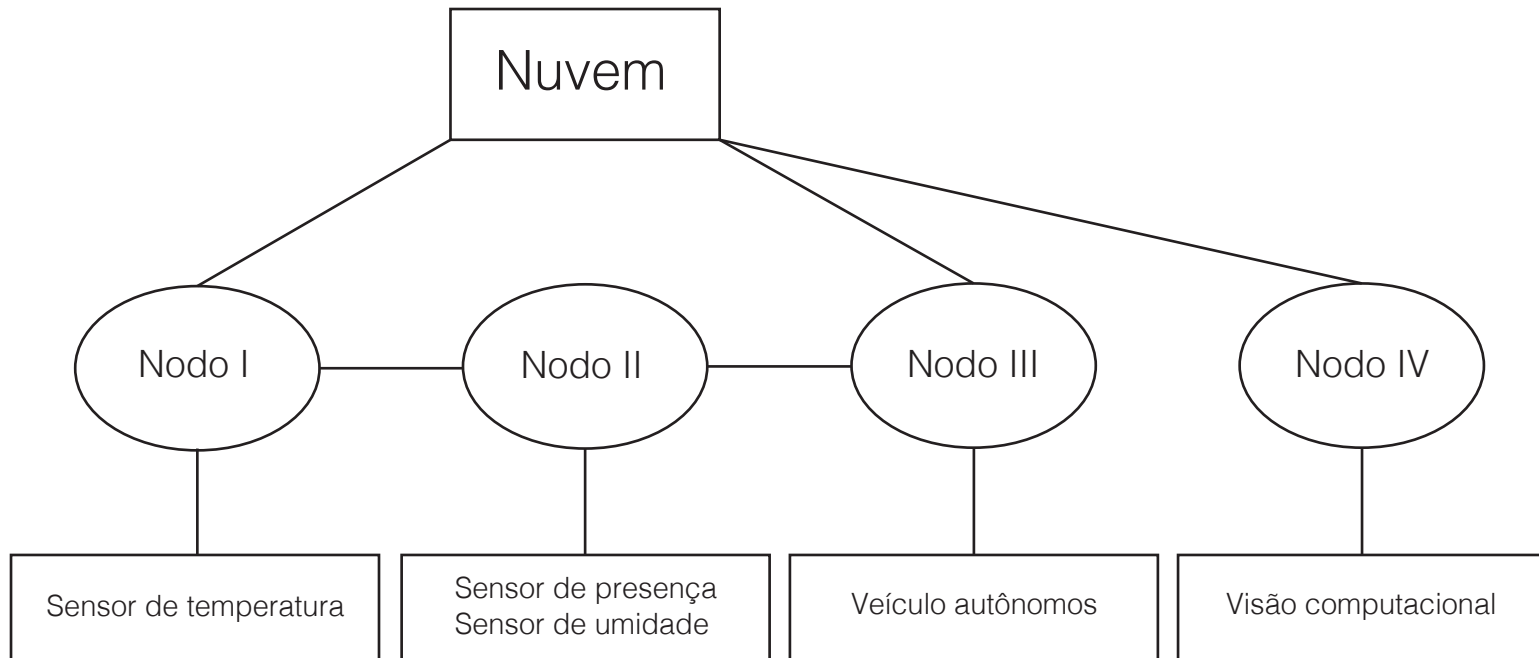 Nuvem
Nodo I
Nodo II
Nodo III
Nodo IV
Sensor de temperatura
Sensor de presença
Sensor de umidade
Veículo autônomos
Visão computacional